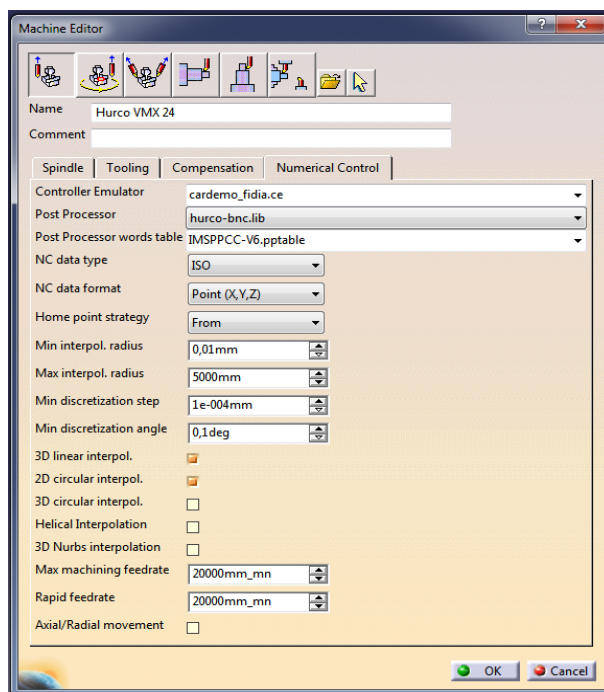 Machine Editor
Name Hurco VMX 24
Comment
Spindle Tooling Compensation Numerical Control
Controller Emulator cardemo_fidia.ce
Post Processor hurco-bnc.lib
Post Processor words table IMSPPCC-V6.pptable
NC data type ISO
NC data format Point (X,Y,Z)
Home point strategy From
Min interpol. radius 0,01mm
Max interpol. radius 5000mm
Min discretization step 1e-004mm
Min discretization angle 0,1deg
3D linear interpol.
2D circular interpol.
3D circular interpol.
Helical Interpolation
3D Nurbs interpolation
Max machining feedrate 20000mm_mn
Rapid feedrate 20000mm_mn
Axial/Radial movement
OK Cancel